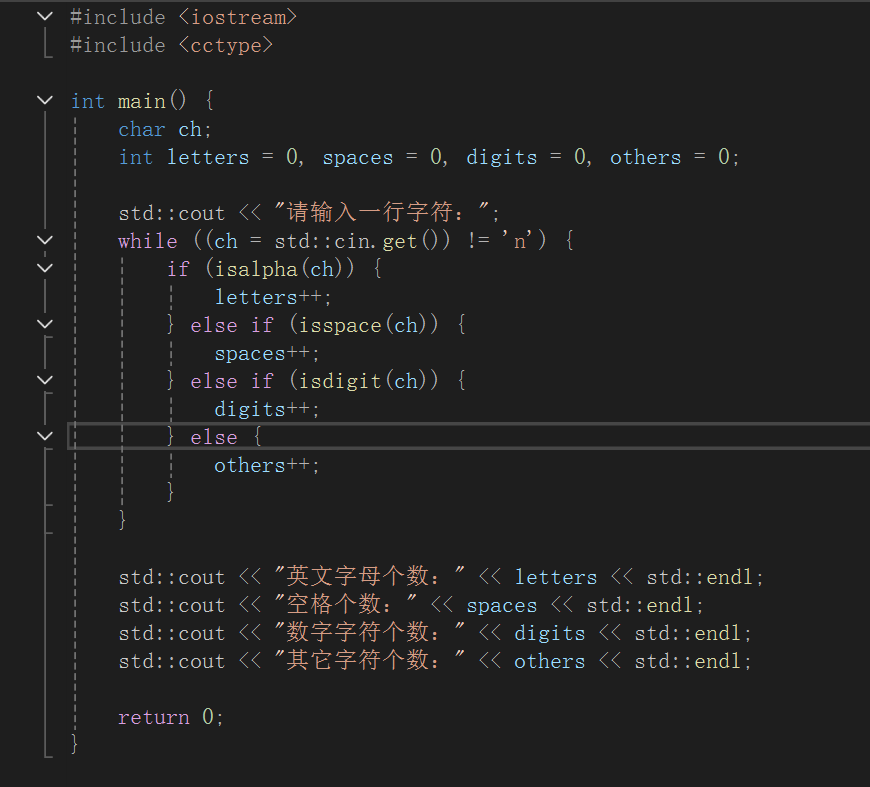 #include <iostream>
#include <cctype>
int main() {
char ch;
int letters = 0, spaces = 0, digits = 0, others = 0;
std::cout << "请输入一行字符：";
while ((ch = std::cin.get()) != 'n') {
if (isalpha(ch)) {
letters++;
} else if (isspace(ch)) {
spaces++;
} else if (isdigit(ch)) {
digits++;
} else {
others++;
}
}
std::cout << "英文字母个数：" << letters << std::endl;
std::cout << "空格个数：" << spaces << std::endl;
std::cout << "数字字符个数：" << digits << std::endl;
std::cout << "其它字符个数：" << others << std::endl;
return 0;
}